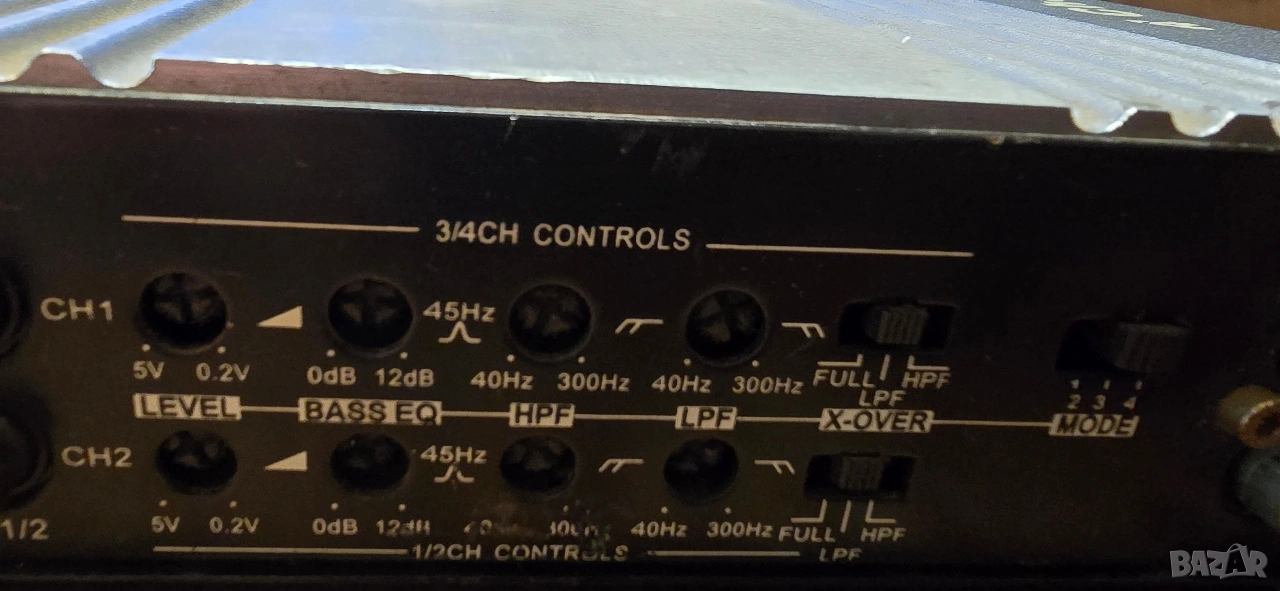 3/4CH CONTROLS
CH1
45Hz
5V 0.2V 0dB 12dB 40Hz 300Hz 40Hz 300Hz FULL LPF HPF 2 3 4
LEVEL BASS EQ HPF LPF X-OVER MODE
CH2
45Hz
5V 0.2V 0dB 12dB 40Hz 300Hz FULL LPF HPF
1/2
1/2CH CONTROLS
BAZAR